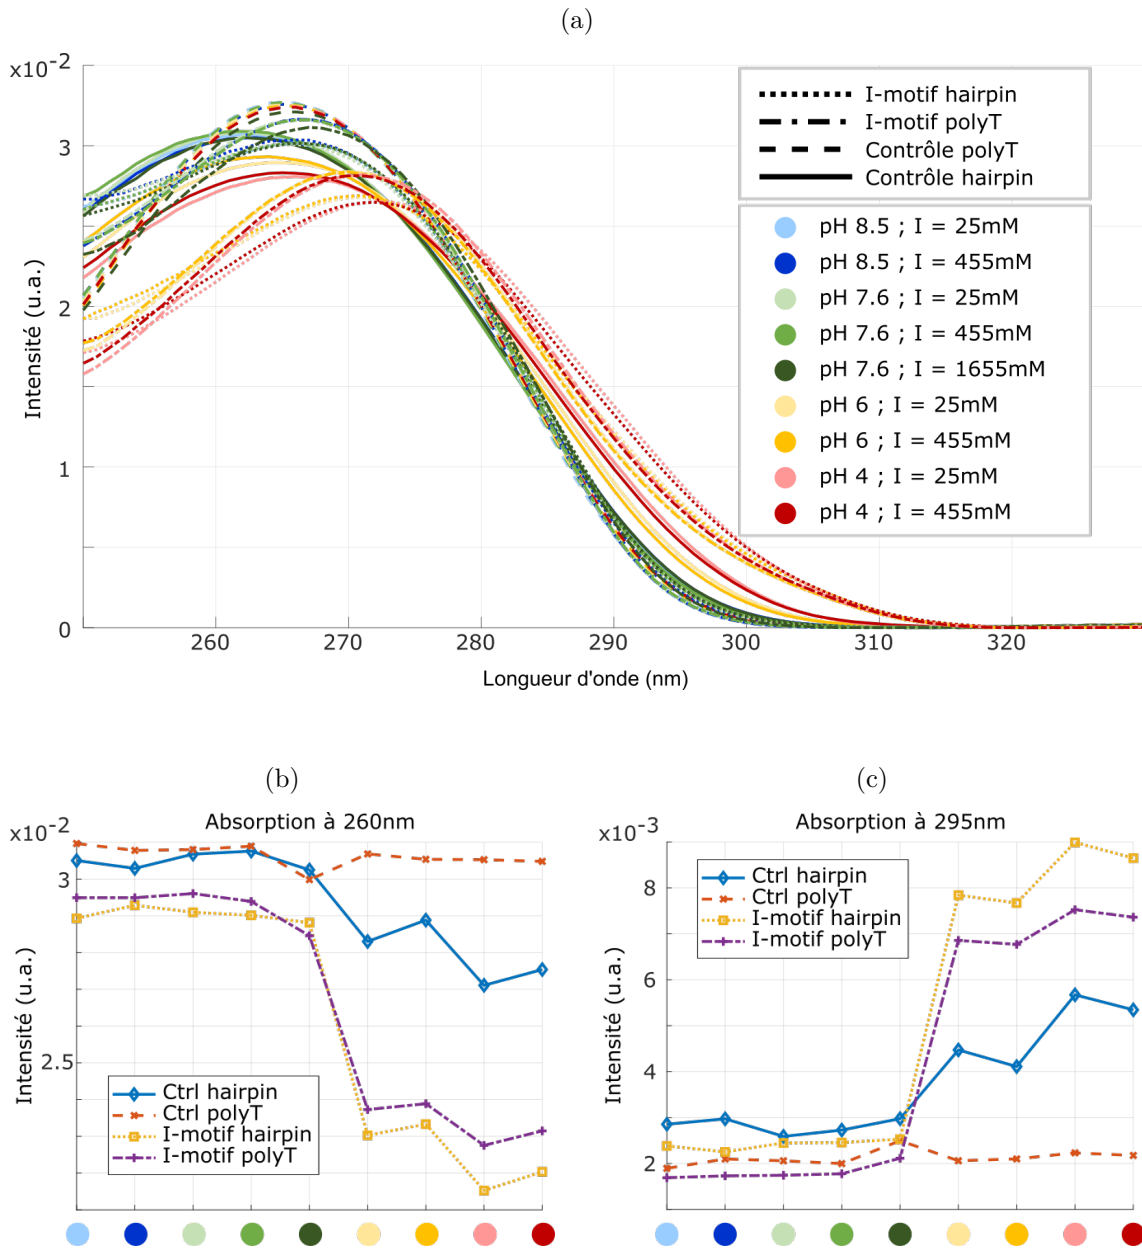 (a)
x10⁻²
3
2
1
0
Intensité (u.a.)
260
270
280
290
300
310
320
Longueur d'onde (nm)
I-motif hairpin
I-motif polyT
Contrôle polyT
Contrôle hairpin
pH 8.5 ; I = 25mM
pH 8.5 ; I = 455mM
pH 7.6 ; I = 25mM
pH 7.6 ; I = 455mM
pH 7.6 ; I = 1655mM
pH 6 ; I = 25mM
pH 6 ; I = 455mM
pH 4 ; I = 25mM
pH 4 ; I = 455mM
(b)
Absorption à 260nm
x10⁻²
3
2.5
Intensité (u.a.)
Ctrl hairpin
Ctrl polyT
I-motif hairpin
I-motif polyT
(c)
Absorption à 295nm
x10⁻³
8
6
4
2
Intensité (u.a.)
Ctrl hairpin
Ctrl polyT
I-motif hairpin
I-motif polyT